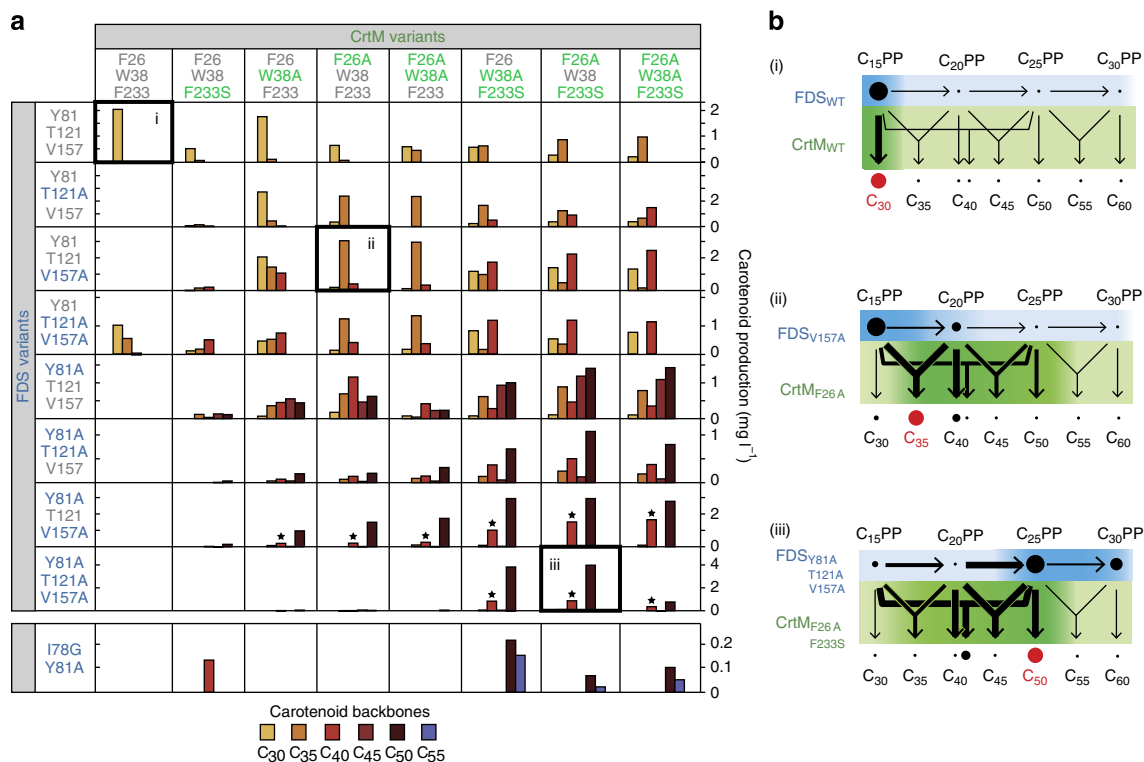 a
CrtM variants
F26 W38 F233
F26 W38 F233S
F26 W38A F233
F26A W38 F233
F26A W38A F233
F26 W38A F233S
F26A W38 F233S
F26A W38A F233S
FDS variants
Y81 T121 V157
i
2
1
0
Y81 T121A V157
2
0
Y81 T121 V157A
ii
2
0
Y81 T121A V157A
1
0
Y81A T121 V157
1
0
Y81A T121A V157
1
0
Y81A T121 V157A
★ ★ ★ ★ ★ ★
2
0
Y81A T121A V157A
iii
★ ★ ★
4
2
0
I78G Y81A
0.2
0.1
0
Carotenoid production (mg l⁻¹)
Carotenoid backbones
C30 C35 C40 C45 C50 C55
b
(i)
C15PP C20PP C25PP C30PP
FDSWT
CrtMWT
C30 C35 C40 C45 C50 C55 C60
(ii)
C15PP C20PP C25PP C30PP
FDSV157A
CrtMF26A
C30 C35 C40 C45 C50 C55 C60
(iii)
C15PP C20PP C25PP C30PP
FDSY81A
T121A
V157A
CrtMF26A
F233S
C30 C35 C40 C45 C50 C55 C60